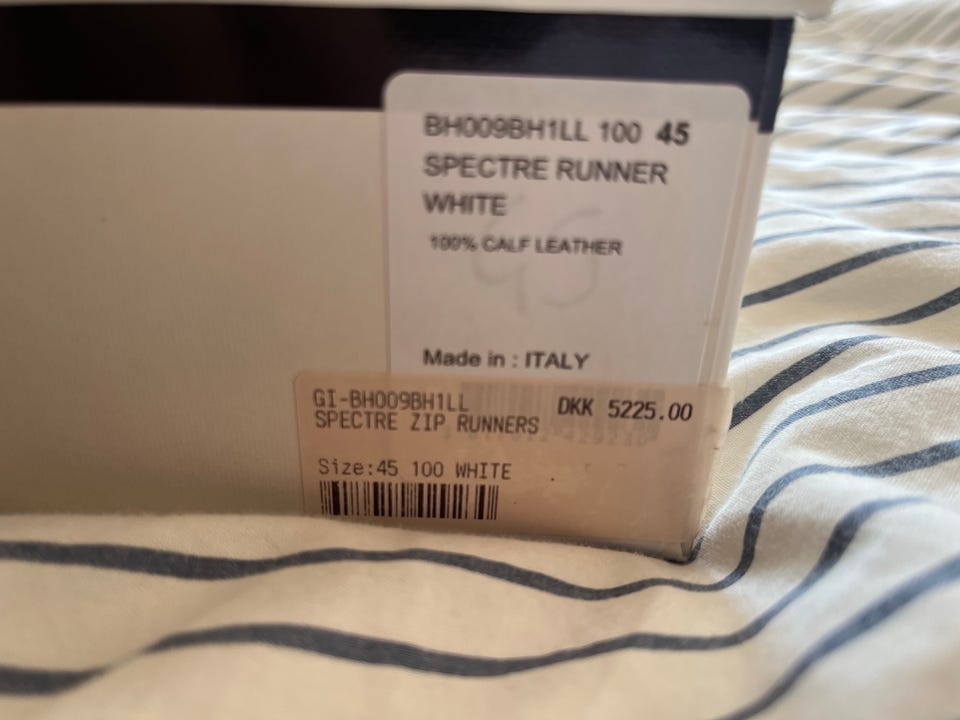 BH009BH1LL 100 45
SPECTRE RUNNER
WHITE
100% CALF LEATHER
45
Made in : ITALY
GI-BH009BH1LL DKK 5225.00
SPECTRE ZIP RUNNERS
Size:45 100 WHITE